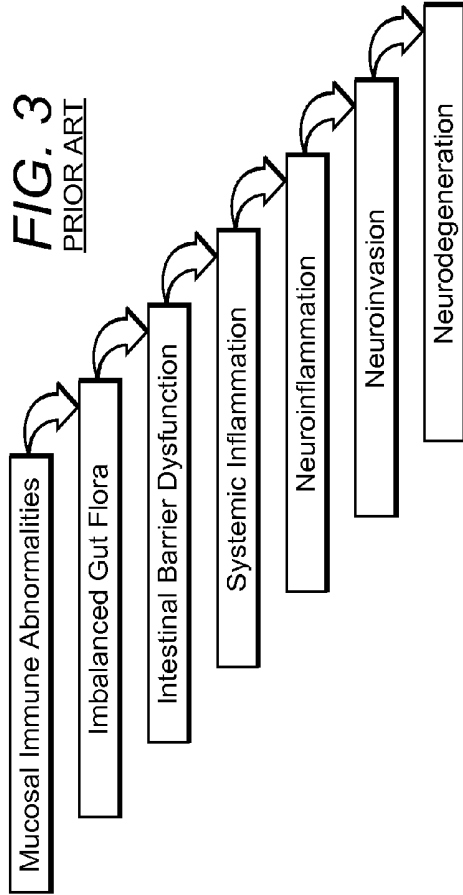 FIG. 3
PRIOR ART
Mucosal Immune Abnormalities
Imbalanced Gut Flora
Intestinal Barrier Dysfunction
Systemic Inflammation
Neuroinflammation
Neuroinvasion
Neurodegeneration